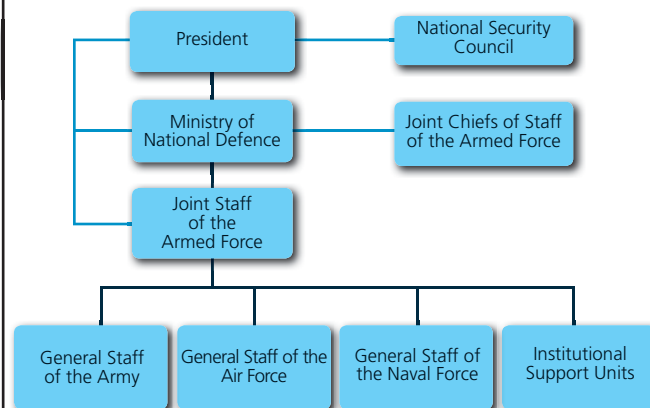 President
National Security
Council
Ministry of
National Defence
Joint Chiefs of Staff
of the Armed Force
Joint Staff
of the
Armed Force
General Staff
of the Army
General Staff of the
Air Force
General Staff of
the Naval Force
Institutional
Support Units